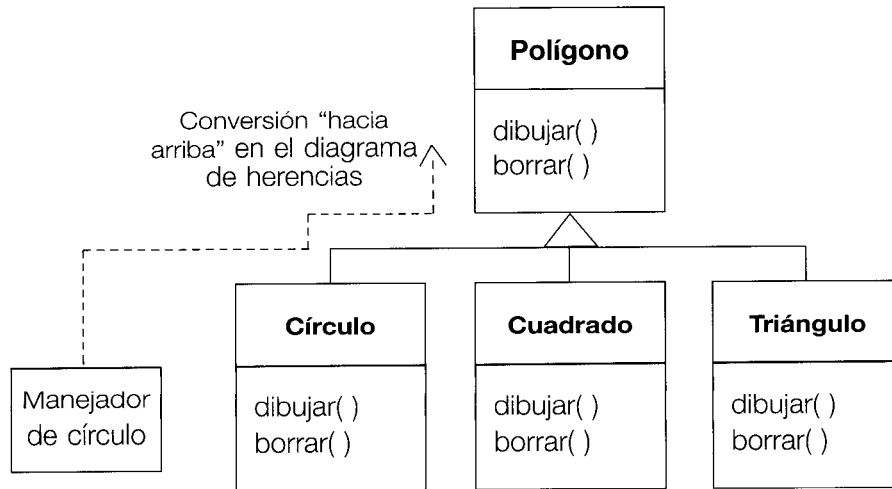 Polígono
dibujar( )
borrar( )
Conversión “hacia
arriba” en el diagrama
de herencias
Círculo
dibujar( )
borrar( )
Cuadrado
dibujar( )
borrar( )
Triángulo
dibujar( )
borrar( )
Manejador
de círculo